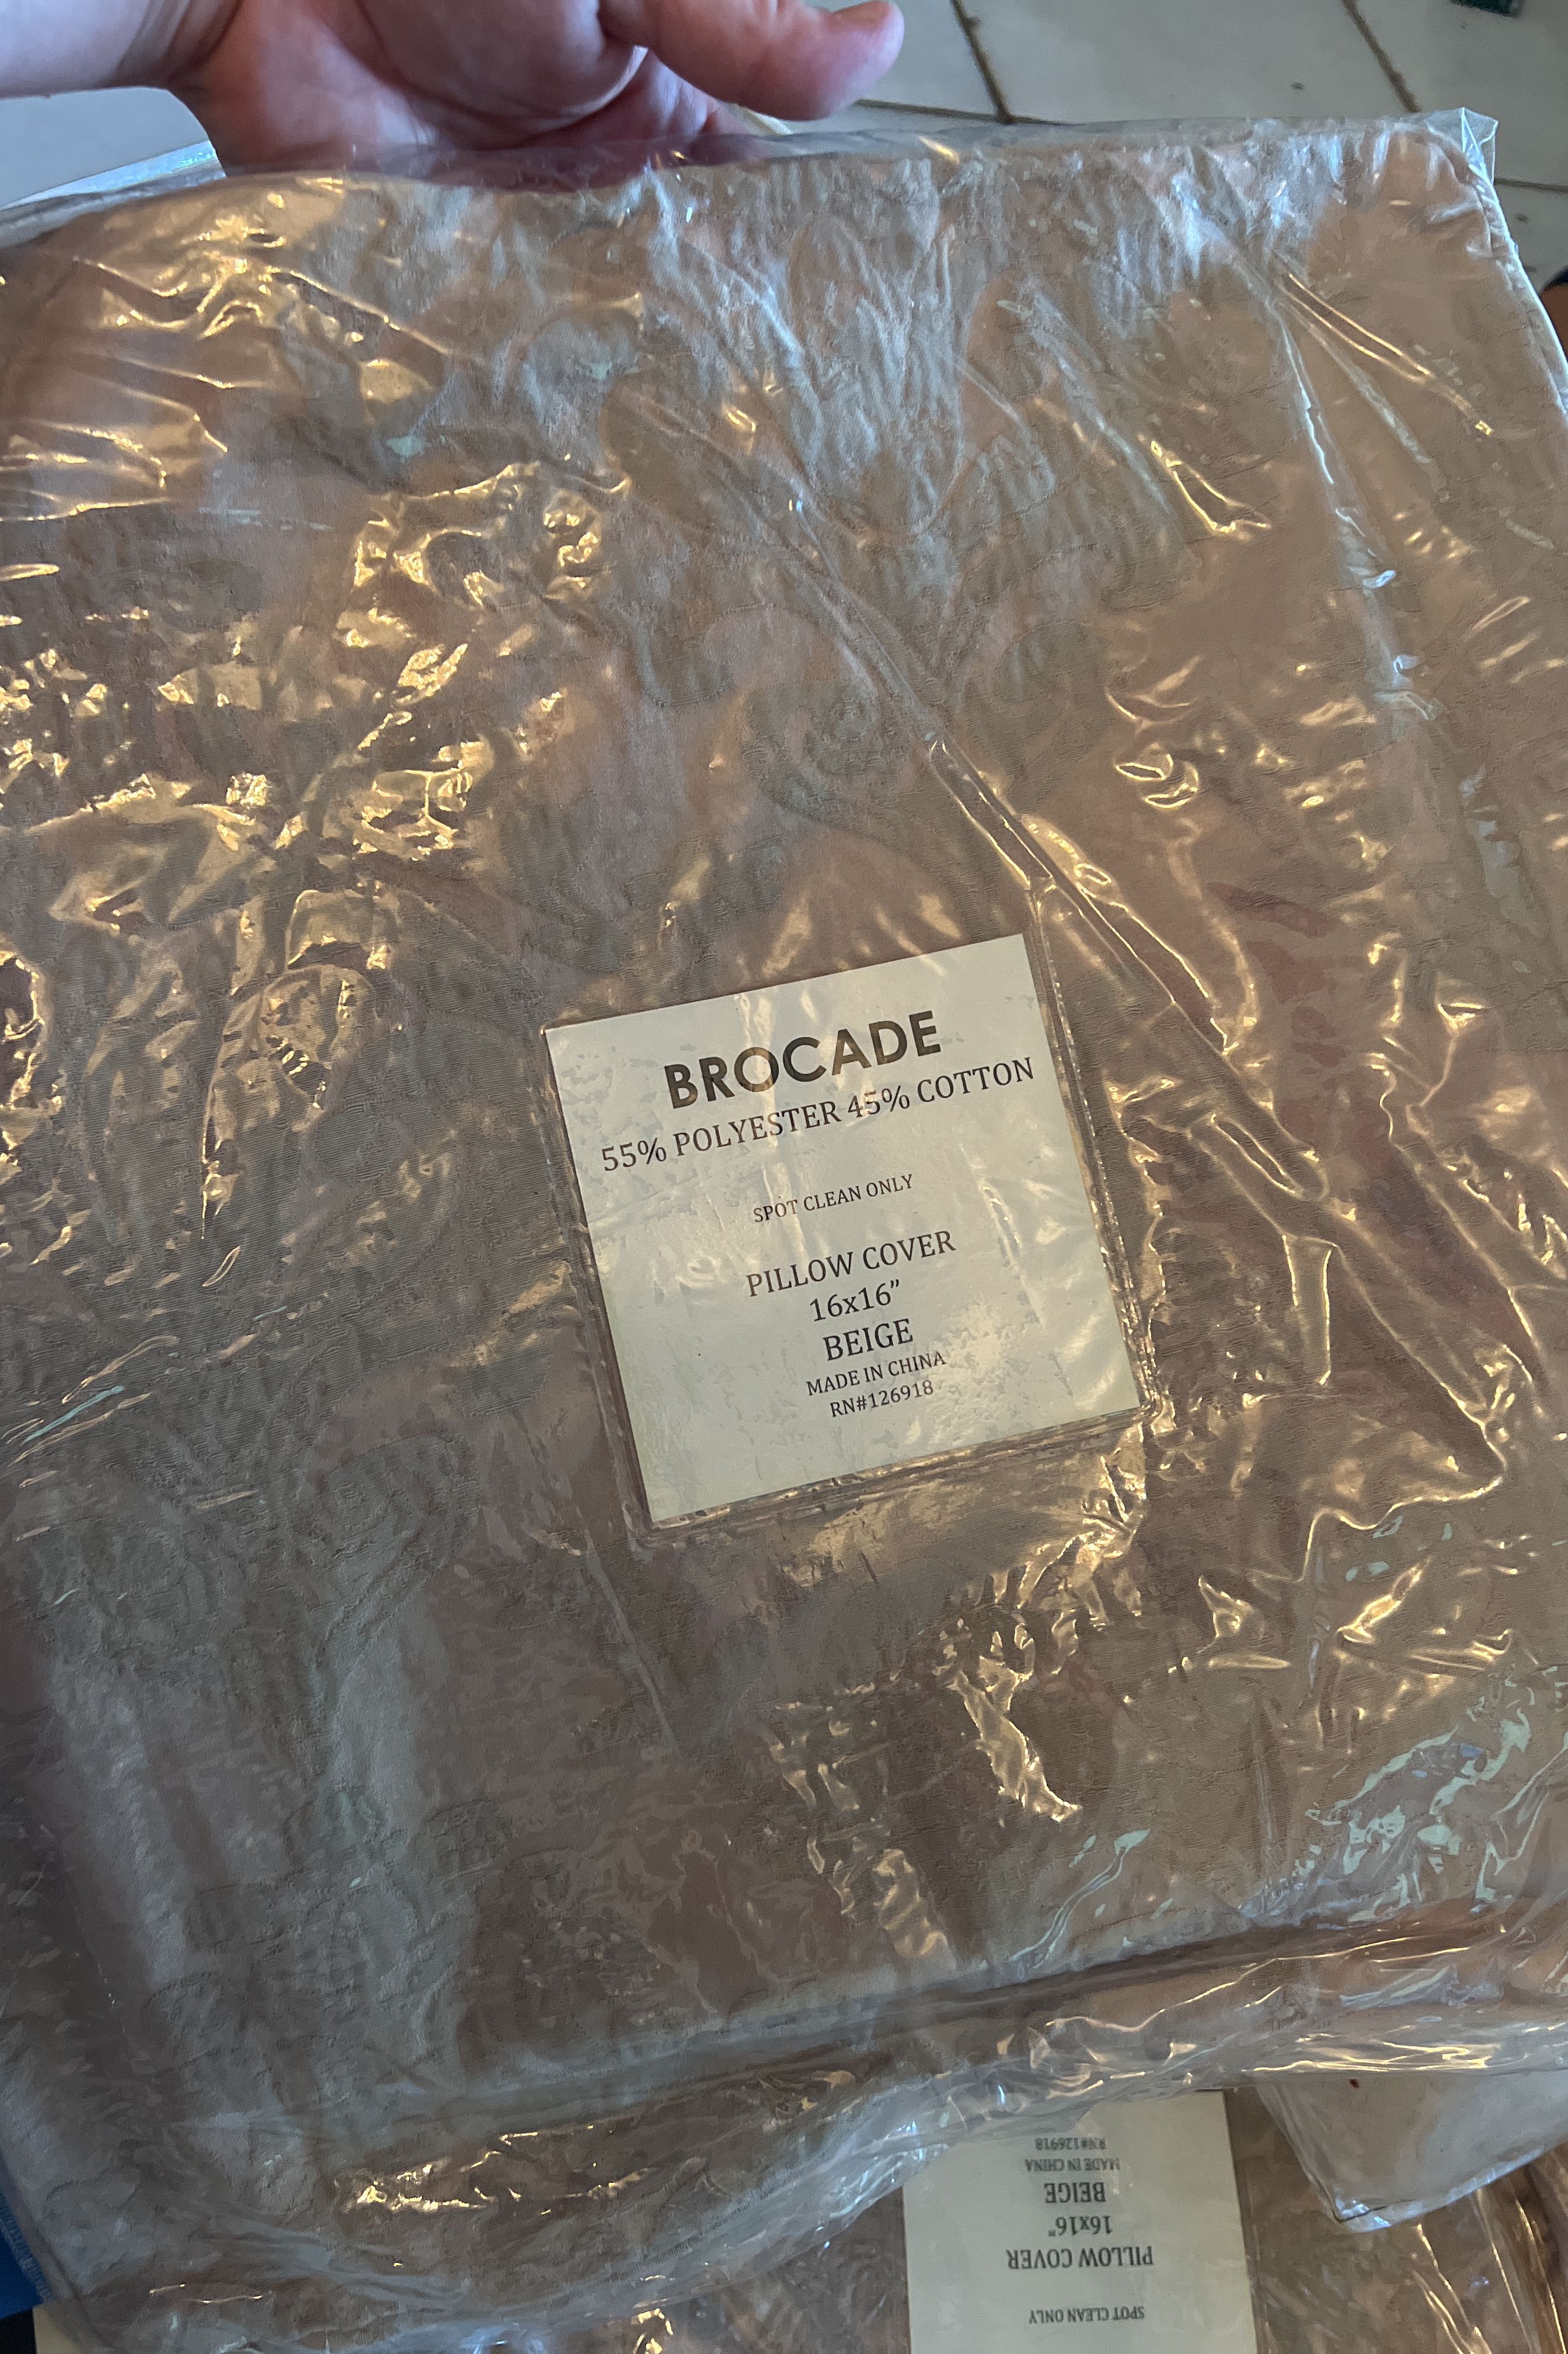 BROCADE
55% POLYESTER 45% COTTON
SPOT CLEAN ONLY
PILLOW COVER
16x16”
BEIGE
MADE IN CHINA
RN#126918
SPOT CLEAN ONLY
PILLOW COVER
16x16"
BEIGE
MADE IN CHINA
RN#126918